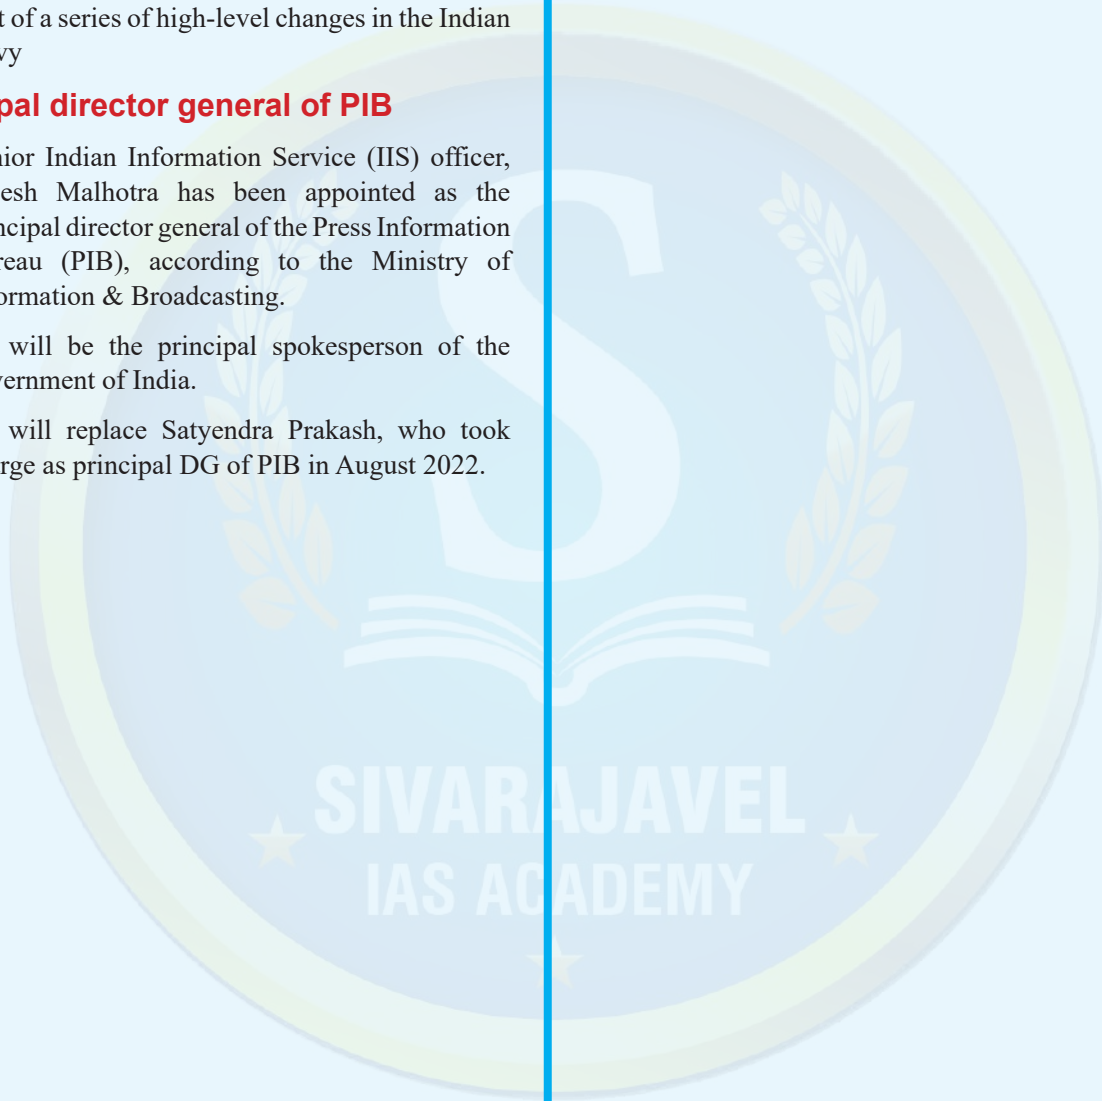 t of a series of high-level changes in the Indian
vy
pal director general of PIB
nior Indian Information Service (IIS) officer,
esh Malhotra has been appointed as the
ncipal director general of the Press Information
reau (PIB), according to the Ministry of
ormation & Broadcasting.
will be the principal spokesperson of the
vernment of India.
will replace Satyendra Prakash, who took
rge as principal DG of PIB in August 2022.
S
SIVARAJAVEL
IAS ACADEMY